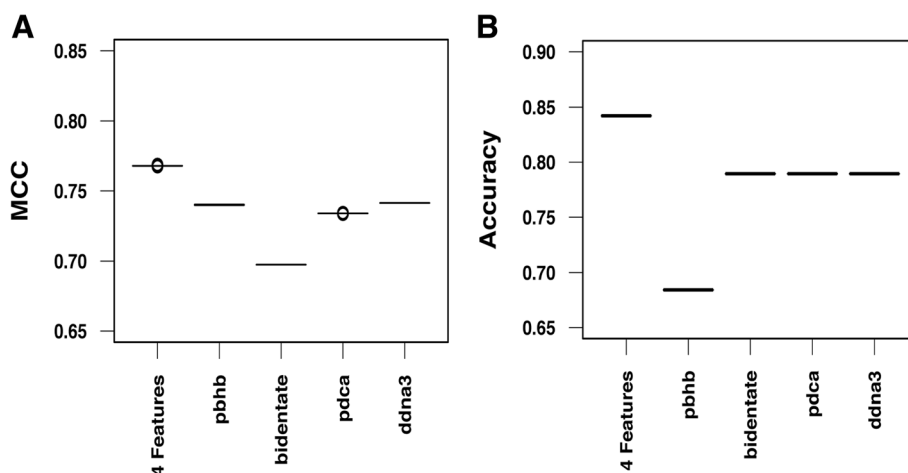 A
MCC
0.85
0.80
0.75
0.70
0.65
4 Features
pbhb
bidentate
pdca
ddna3
B
Accuracy
0.90
0.85
0.80
0.75
0.70
0.65
4 Features
pbhb
bidentate
pdca
ddna3